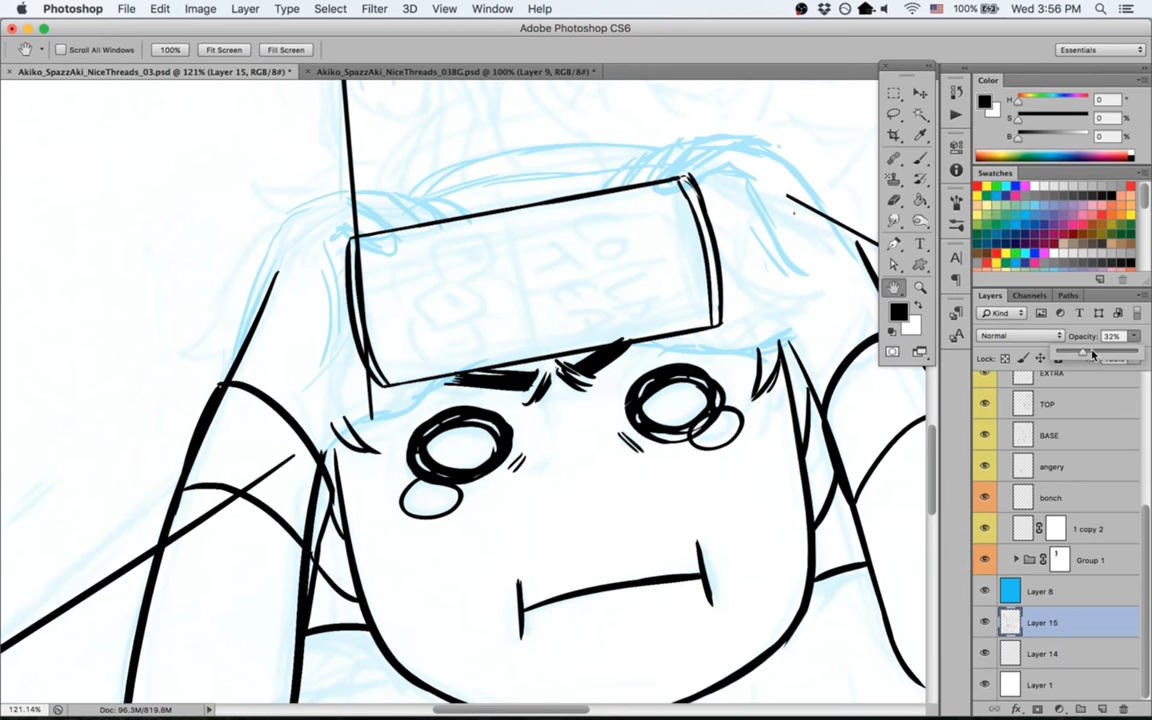 Photoshop File Edit Image Layer Type Select Filter 3D View Window Help 100% Wed 3:56 PM
Adobe Photoshop CS6
Scroll All Windows 100% Fit Screen Fill Screen Essentials
Akiko_SpazzAki_NiceThreads_03.psd @ 121% (Layer 15, RGB/8#) * Akiko_SpazzAki_NiceThreads_03BG.psd @ 100% (Layer 9, RGB/8#) *
Color
H 0 °
S 0 %
B 0 %
Swatches
Layers Channels Paths
Kind
Normal Opacity: 32%
Lock:
EXTRA
TOP
BASE
angery
bonch
1 copy 2
Group 1
Layer 8
Layer 15
Layer 14
Layer 1
121.14% Doc: 96.3M/819.8M